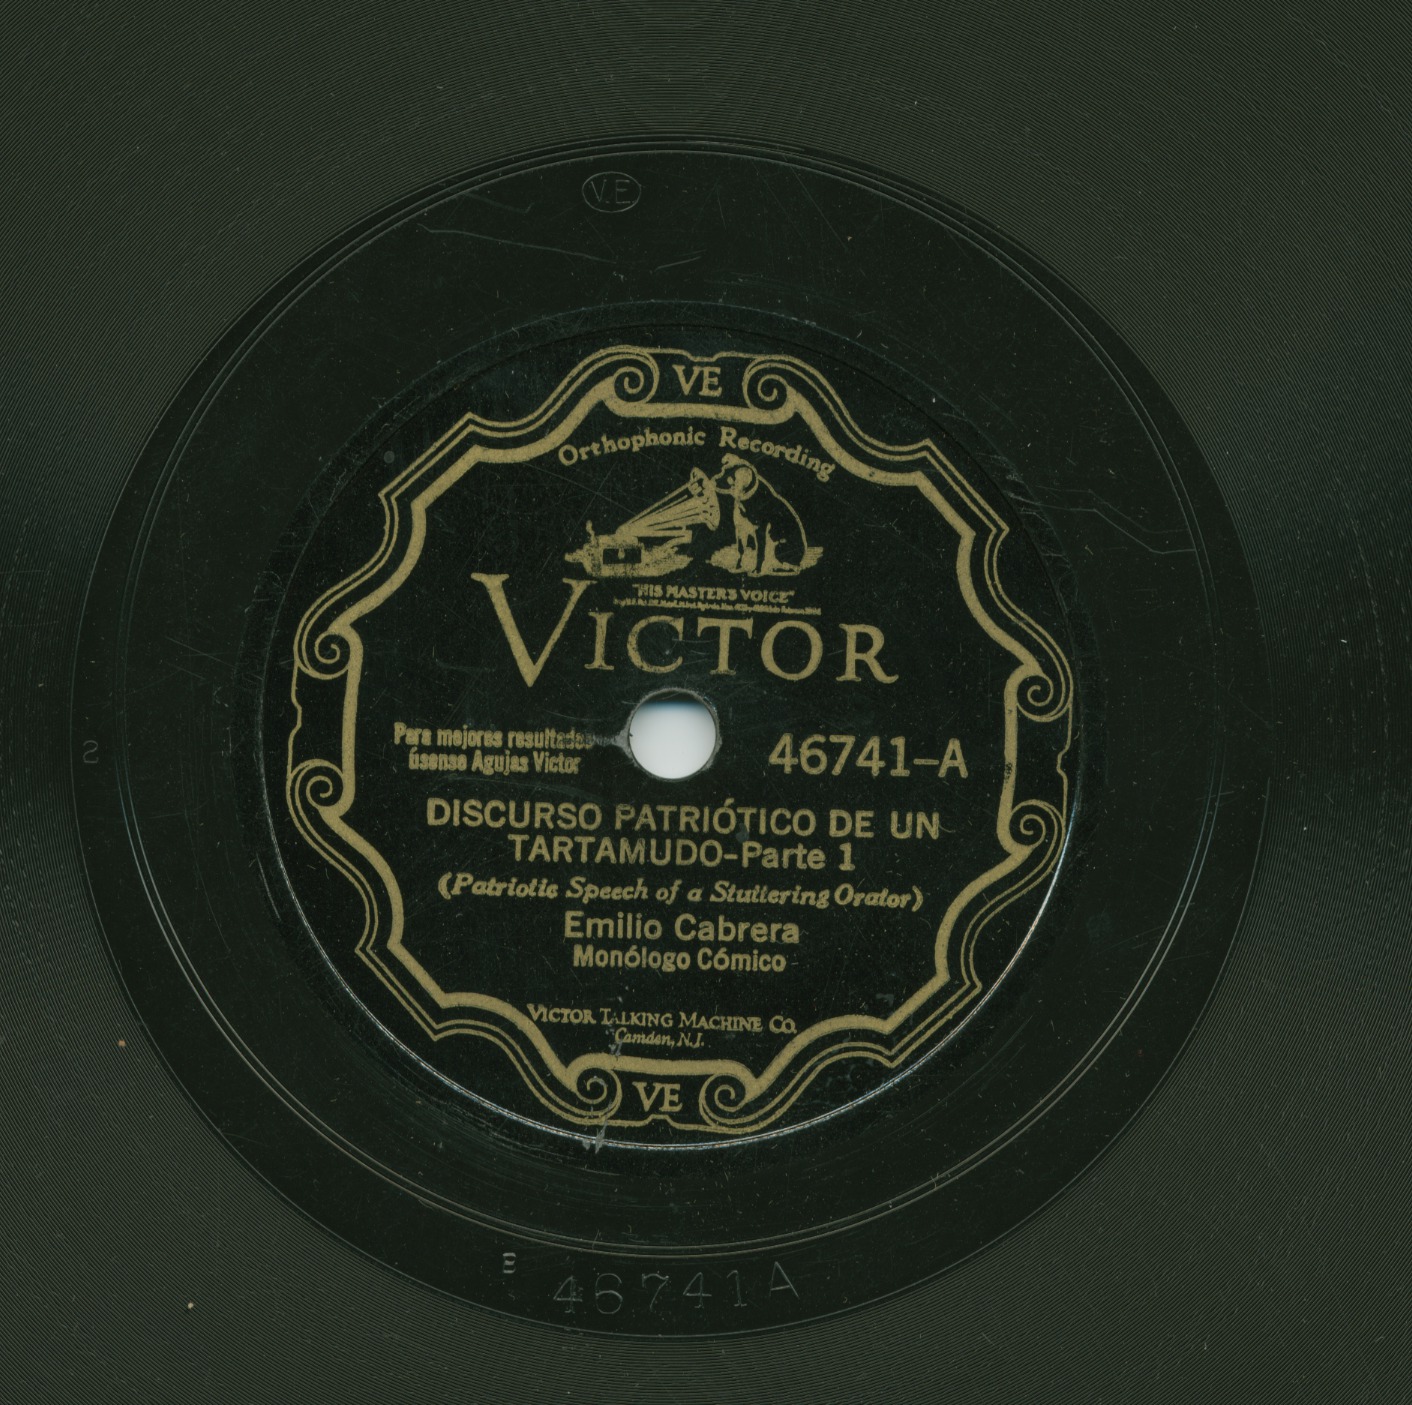 V.E
VE
Orthophonic Recording
"HIS MASTER'S VOICE"
VICTOR
Para mejores resultados
úsense Agujas Victor
46741-A
2
DISCURSO PATRIÓTICO DE UN
TARTAMUDO-Parte 1
(Patriotic Speech of a Stuttering Orator)
Emilio Cabrera
Monólogo Cómico
VICTOR TALKING MACHINE CO.
Camden, N.J.
VE
B
46741A